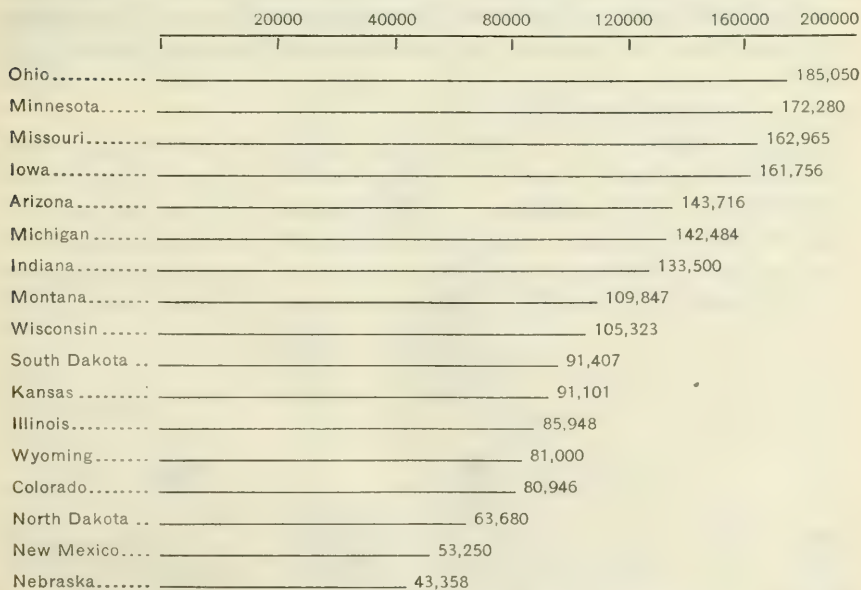 20000 40000 80000 120000 160000 200000
Ohio........... 185,050
Minnesota...... 172,280
Missouri........ 162,965
Iowa............ 161,756
Arizona......... 143,716
Michigan ...... 142,484
Indiana......... 133,500
Montana........ 109,847
Wisconsin ...... 105,323
South Dakota .. 91,407
Kansas ........ 91,101
Illinois.......... 85,948
Wyoming....... 81,000
Colorado........ 80,946
North Dakota .. 63,680
New Mexico.... 53,250
Nebraska....... 43,358